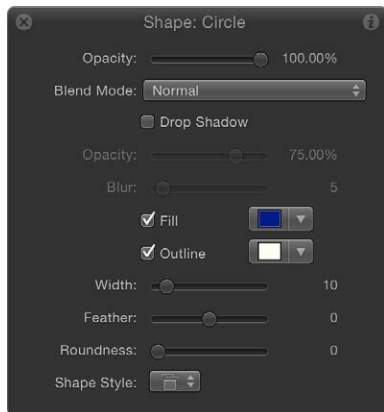 Shape: Circle
Opacity: 100.00%
Blend Mode: Normal
Drop Shadow
Opacity: 75.00%
Blur: 5
Fill
Outline
Width: 10
Feather: 0
Roundness: 0
Shape Style: